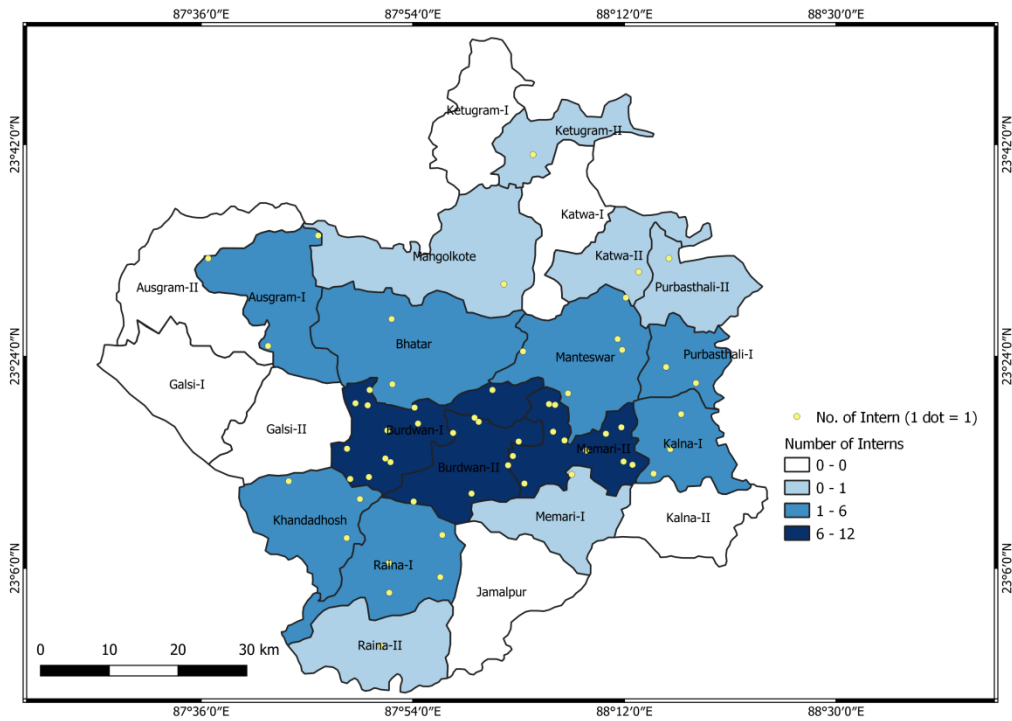 87°36′0″E 87°54′0″E 88°12′0″E 88°30′0″E
Ketugram-I
Ketugram-II
23°42′0″N 23°42′0″N
Katwa-I
Mangolkote
Katwa-II
Ausgram-II
Purbasthali-II
Ausgram-I
23°24′0″N 23°24′0″N
Bhatar
Purbasthali-I
Manteswar
Galsi-I
No. of Intern (1 dot = 1)
Galsi-II
Burdwan-I
Number of Interns
Kalna-I
Memari-II
0 - 0
Burdwan-II
0 - 1
1 - 6
Khandadhosh
Memari-I
Kalna-II
6 - 12
23°6′0″N 23°6′0″N
Raina-I
Jamalpur
Raina-II
0 10 20 30 km
87°36′0″E 87°54′0″E 88°12′0″E 88°30′0″E